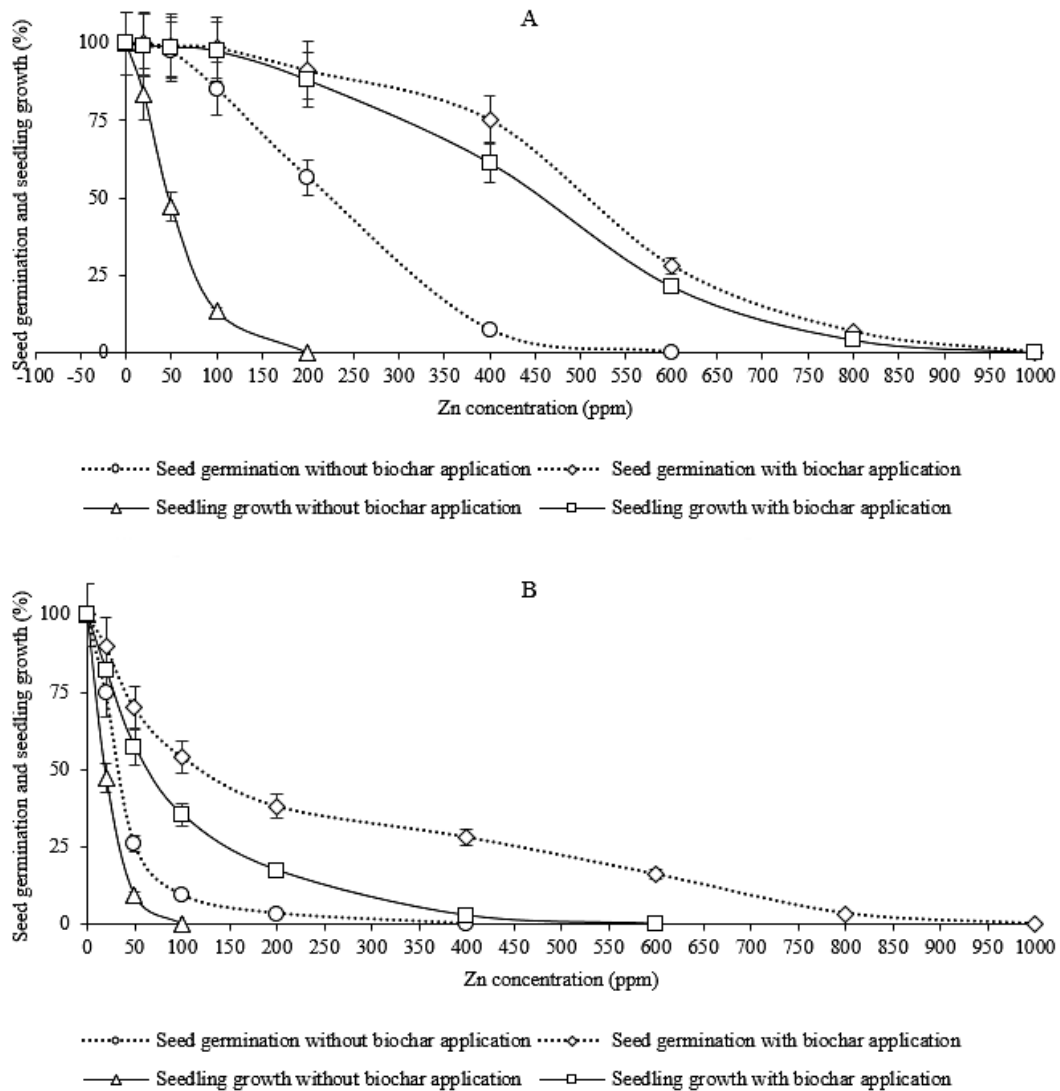 A
Seed germination and seedling growth (%)
100
75
50
25
0
-100 -50 0 50 100 150 200 250 300 350 400 450 500 550 600 650 700 750 800 850 900 950 1000
Zn concentration (ppm)
Seed germination without biochar application
Seed germination with biochar application
Seedling growth without biochar application
Seedling growth with biochar application
B
Seed germination and seedling growth (%)
100
75
50
25
0
0 50 100 150 200 250 300 350 400 450 500 550 600 650 700 750 800 850 900 950 1000
Zn concentration (ppm)
Seed germination without biochar application
Seed germination with biochar application
Seedling growth without biochar application
Seedling growth with biochar application